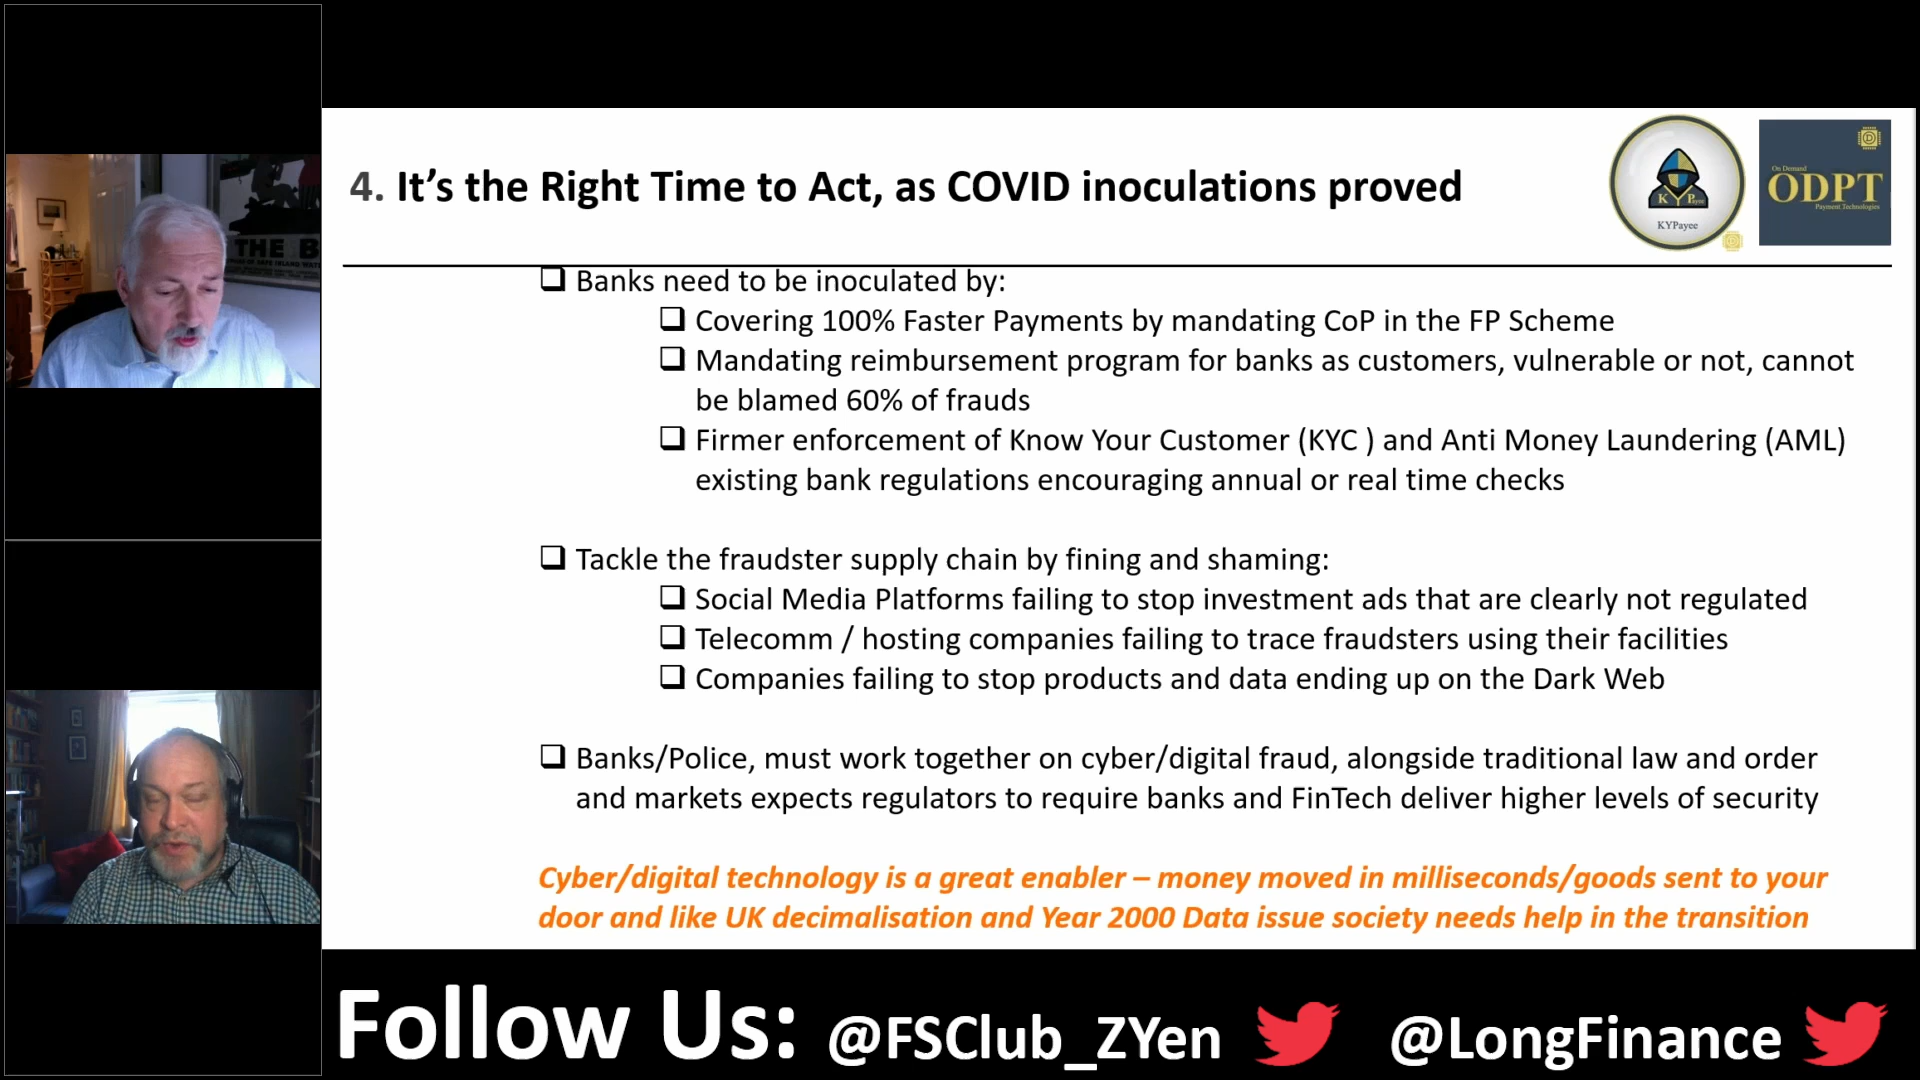 THE B
4. It's the Right Time to Act, as COVID inoculations proved
KYPayee
KYPayee
On Demand
ODPT
Payment Technologies
❑ Banks need to be inoculated by:
❑ Covering 100% Faster Payments by mandating CoP in the FP Scheme
❑ Mandating reimbursement program for banks as customers, vulnerable or not, cannot
be blamed 60% of frauds
❑ Firmer enforcement of Know Your Customer (KYC ) and Anti Money Laundering (AML)
existing bank regulations encouraging annual or real time checks
❑ Tackle the fraudster supply chain by fining and shaming:
❑ Social Media Platforms failing to stop investment ads that are clearly not regulated
❑ Telecomm / hosting companies failing to trace fraudsters using their facilities
❑ Companies failing to stop products and data ending up on the Dark Web
❑ Banks/Police, must work together on cyber/digital fraud, alongside traditional law and order
and markets expects regulators to require banks and FinTech deliver higher levels of security
Cyber/digital technology is a great enabler – money moved in milliseconds/goods sent to your
door and like UK decimalisation and Year 2000 Data issue society needs help in the transition
Follow Us: @FSClub_ZYen @LongFinance